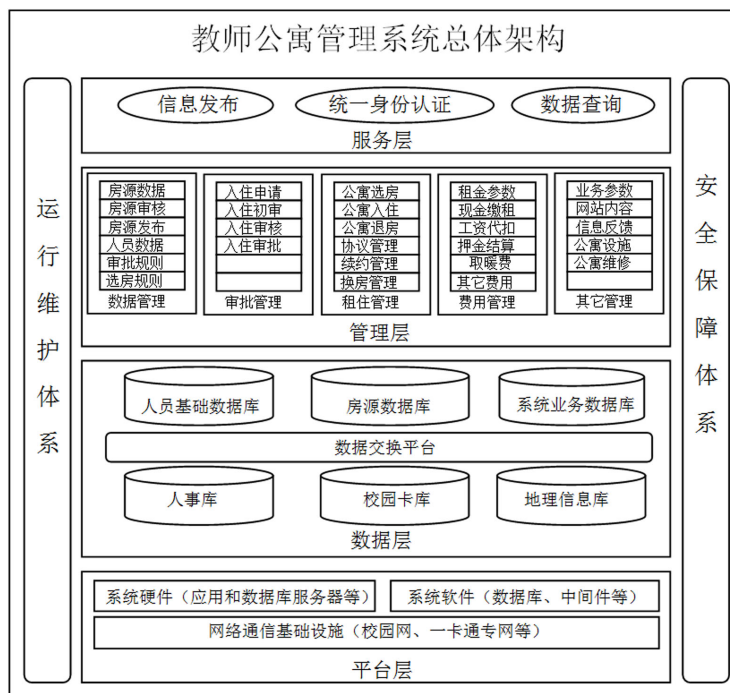 教师公寓管理系统总体架构
运行维护体系
信息发布
统一身份认证
数据查询
服务层
房源数据
房源审核
房源发布
人员数据
审批规则
选房规则
数据管理
入住申请
入住初审
入住审核
入住审批
审批管理
公寓选房
公寓入住
公寓退房
协议管理
续约管理
换房管理
租住管理
租金参数
现金缴租
工资代扣
押金结算
取暖费
其它费用
费用管理
业务参数
网站内容
信息反馈
公寓设施
公寓维修
其它管理
管理层
人员基础数据库
房源数据库
系统业务数据库
数据交换平台
人事库
校园卡库
地理信息库
数据层
系统硬件（应用和数据库服务器等）
系统软件（数据库、中间件等）
网络通信基础设施（校园网、一卡通专网等）
平台层
安全保障体系